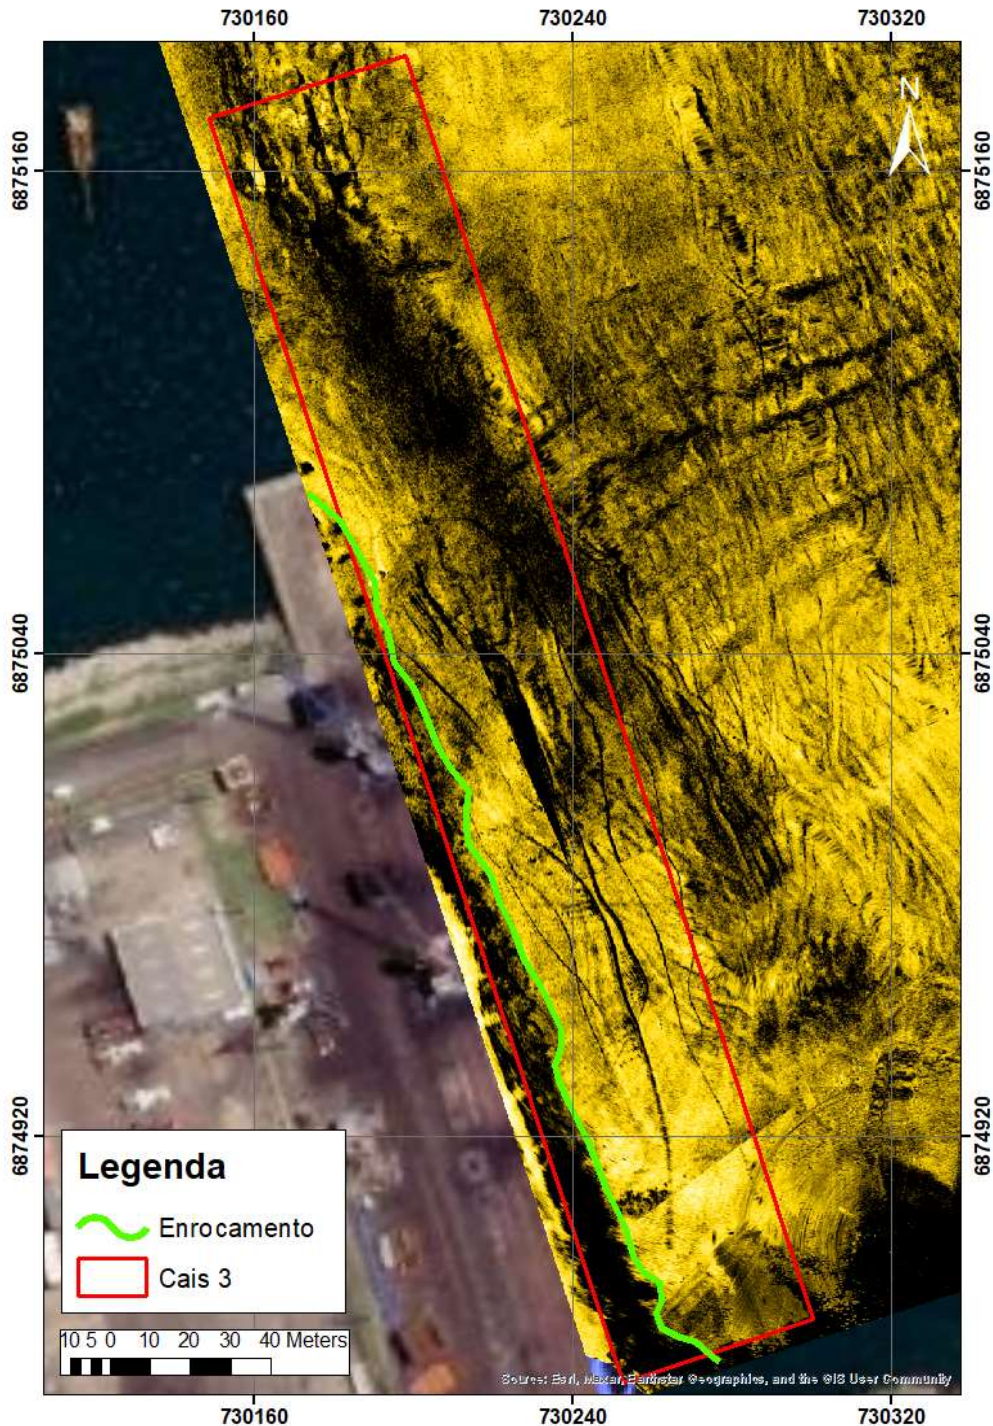 730160 730240 730320
N
6875160 6875160
6875040 6875040
6874920 6874920
Legenda
Enrocamento
Cais 3
10 5 0 10 20 30 40 Meters
Source: Esri, Maxar, Earthstar Geographics, and the GIS User Community
730160 730240 730320